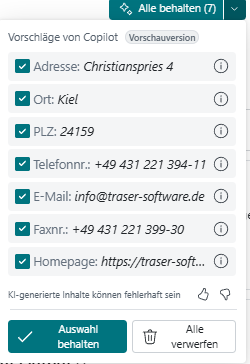 Alle behalten (7)
Vorschläge von Copilot Vorschauversion
Adresse: Christianspries 4
Ort: Kiel
PLZ: 24159
Telefonnr.: +49 431 221 394-11
E-Mail: info@traser-software.de
Faxnr.: +49 431 221 399-30
Homepage: https://traser-soft...
KI-generierte Inhalte können fehlerhaft sein
Auswahl
behalten
Alle
verwerfen